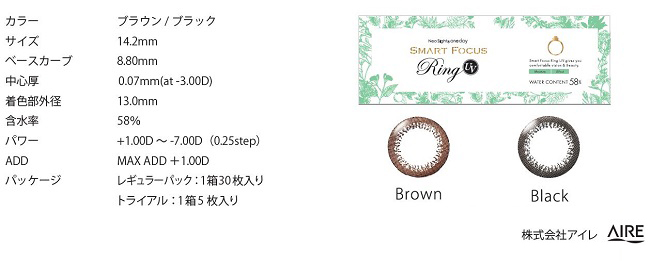 カラー ブラウン / ブラック
サイズ 14.2mm
ベースカーブ 8.80mm
中心厚 0.07mm(at -3.00D)
着色部外径 13.0mm
含水率 58%
パワー +1.00D ～ -7.00D（0.25step）
ADD MAX ADD ＋1.00D
パッケージ レギュラーパック：1箱30枚入り
トライアル：1箱5枚入り
NeoSight oneday
SMART FOCUS
Ring UV
Smart Focus Ring UV gives you
comfortable vision & Beauty
WATER CONTENT 58%
Brown
Black
株式会社アイレ AIRE